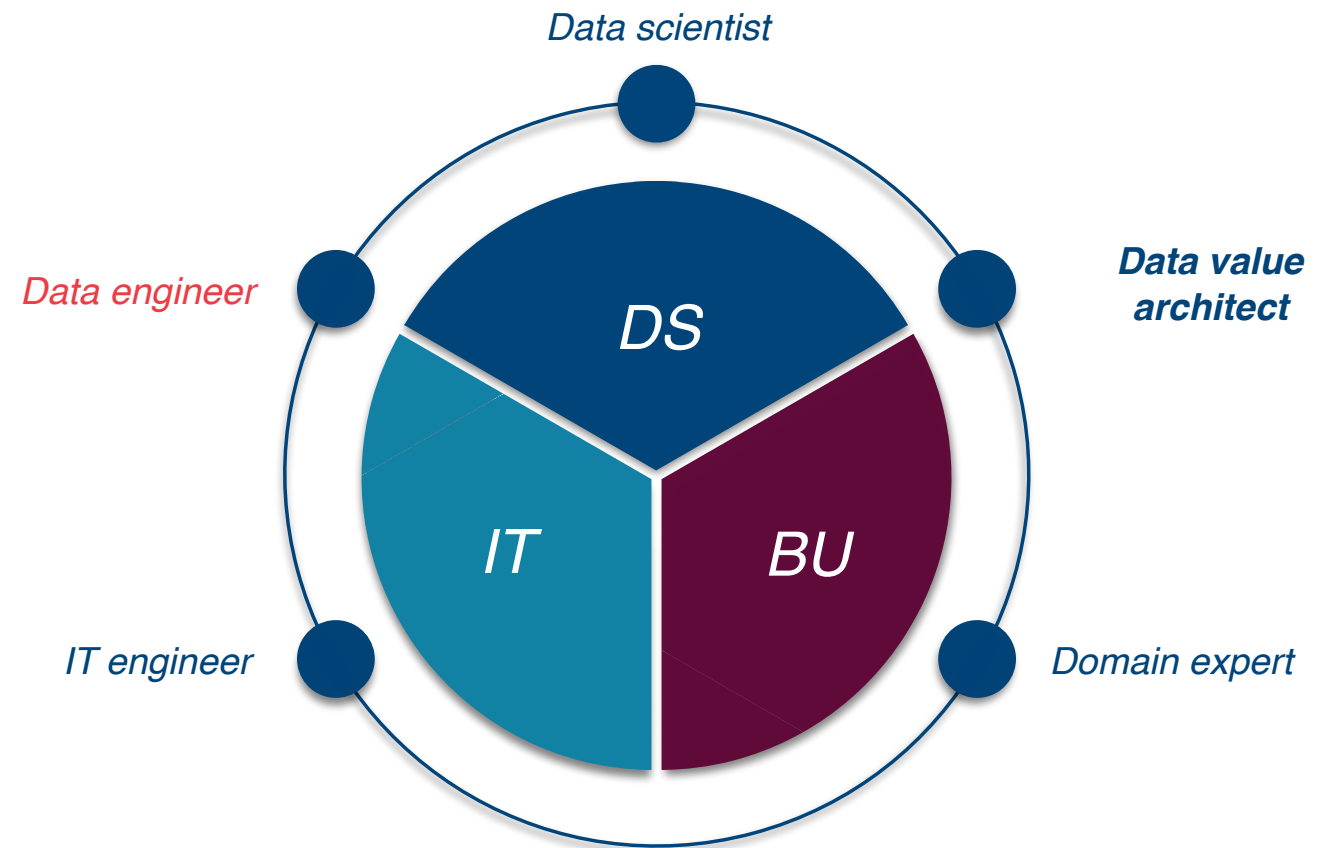 Data scientist
Data engineer
Data value
architect
DS
IT
BU
IT engineer
Domain expert